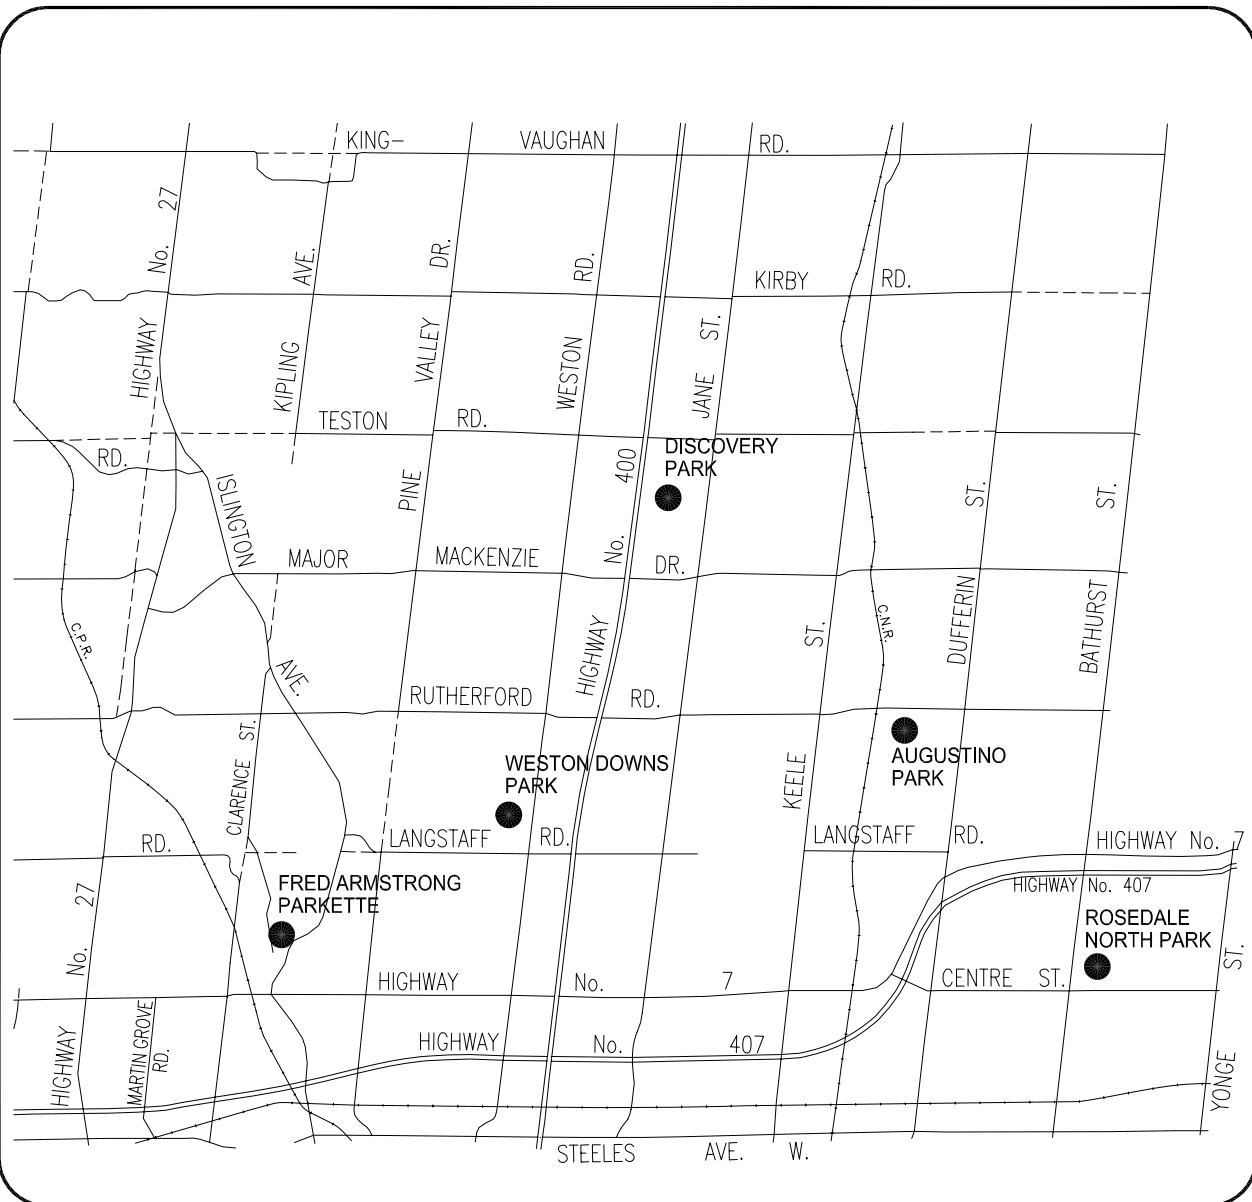 KING– VAUGHAN RD.
HIGHWAY No. 27
KIPLING AVE.
PINE VALLEY DR.
WESTON RD.
KIRBY RD.
JANE ST.
TESTON RD.
RD.
DISCOVERY
PARK
HIGHWAY No. 400
ISLINGTON AVE.
MAJOR MACKENZIE DR.
KEELE ST.
C.N.R.
DUFFERIN ST.
BATHURST ST.
C.P.R.
RUTHERFORD RD.
CLARENCE ST.
WESTON DOWNS
PARK
AUGUSTINO
PARK
RD.
LANGSTAFF RD.
LANGSTAFF RD.
HIGHWAY No. 7
HIGHWAY No. 407
FRED ARMSTRONG
PARKETTE
ROSEDALE
NORTH PARK
HIGHWAY No. 27
HIGHWAY No. 7
CENTRE ST.
MARTIN GROVE
RD.
HIGHWAY No. 407
YONGE ST.
STEELES AVE. W.